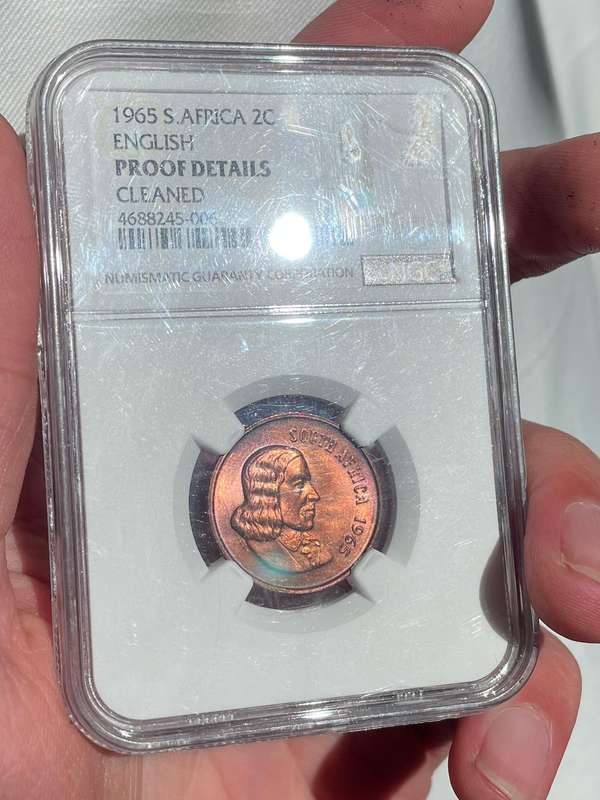 1965 S.AFRICA 2C
ENGLISH
PROOF DETAILS
CLEANED
4688245-006
NUMISMATIC GUARANTY CORPORATION
SOUTH AFRICA 1965